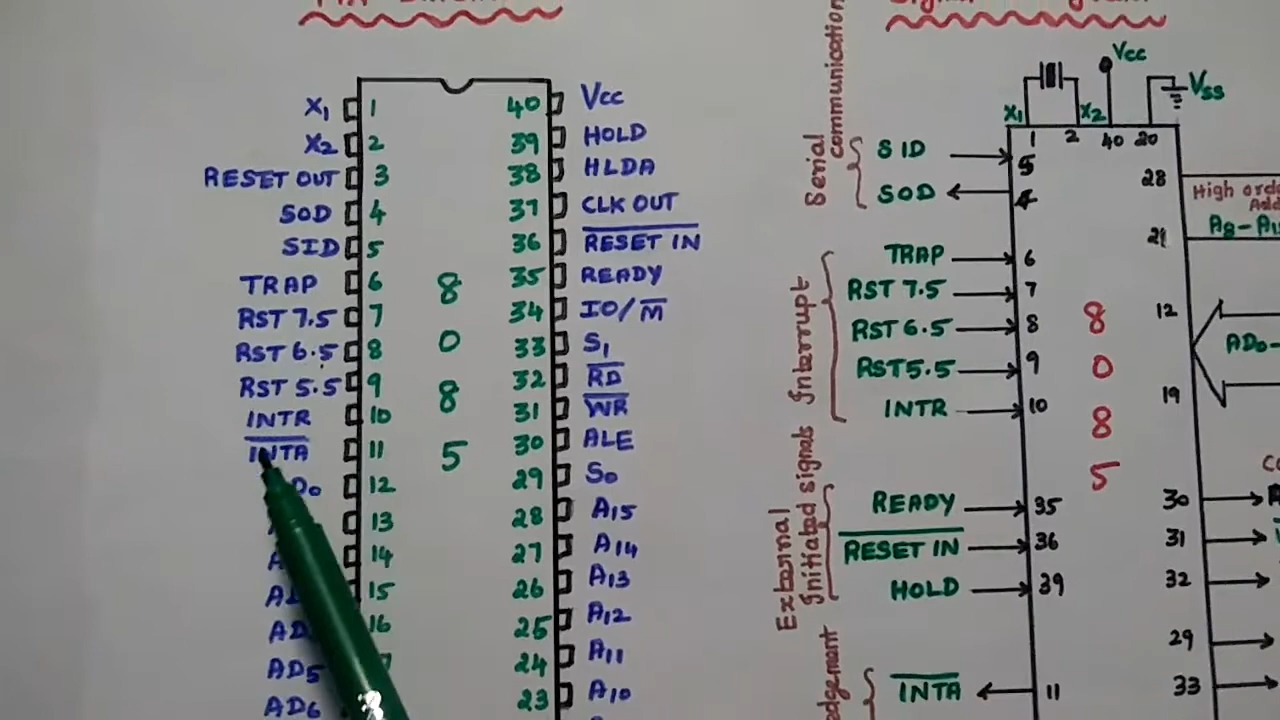 X1 1 40 Vcc
X2 2 39 HOLD
RESET OUT 3 38 HLDA
SOD 4 37 CLK OUT
SID 5 36 RESET IN
TRAP 6 35 READY
RST 7.5 7 34 IO/M
RST 6.5 8 33 S1
RST 5.5 9 32 RD
INTR 10 31 WR
INTA 11 30 ALE
12 29 S0
13 28 A15
14 27 A14
15 26 A13
16 25 A12
AD5 24 A11
AD6 23 A10
8
0
8
5
Serial communication
Interrupt
External Initiated signals
Vcc
Vss
X1 X2
1 2 40 20
SID 5
SOD 4
TRAP 6
RST 7.5 7
RST 6.5 8
RST 5.5 9
INTR 10
READY 35
RESET IN 36
HOLD 39
INTA 11
8
0
8
5
28
High
21
12
19
30
31
32
29
33